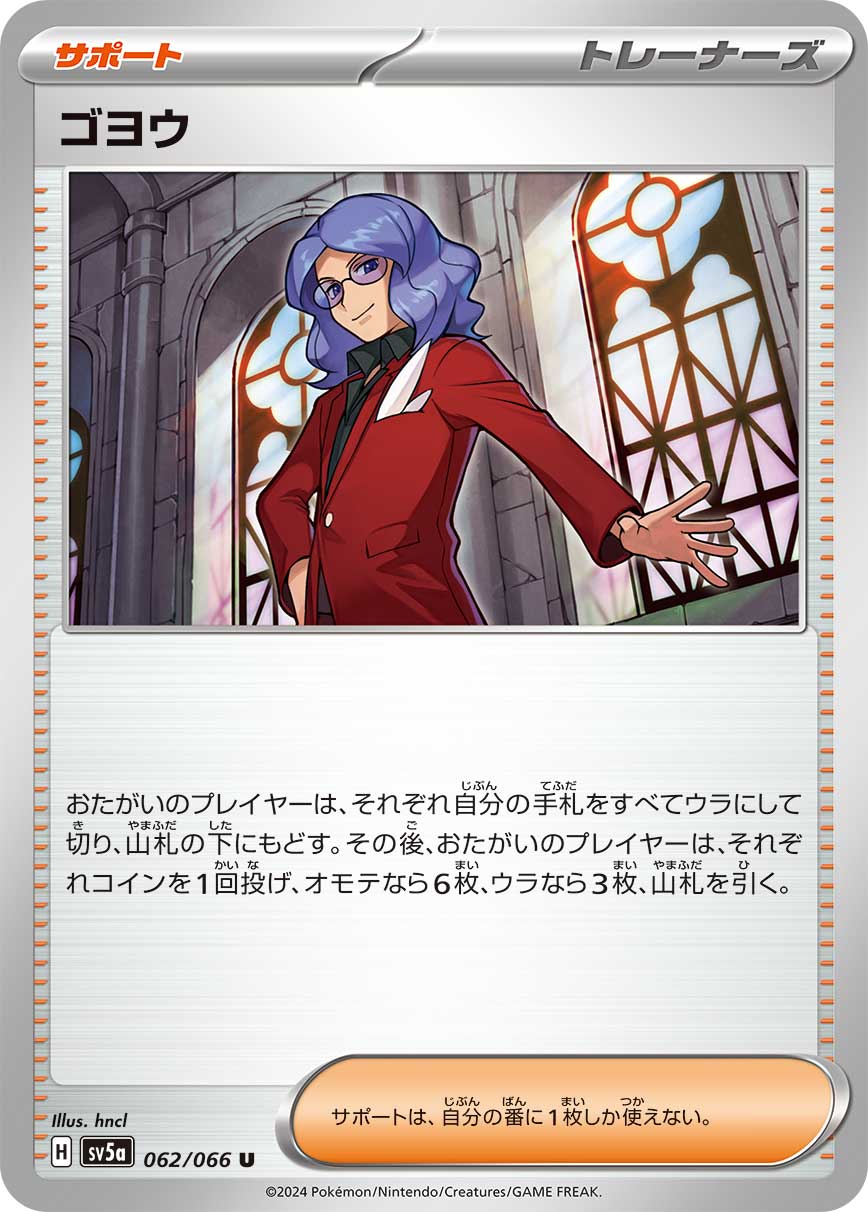 サポート
トレーナーズ
ゴヨウ
おたがいのプレイヤーは、それぞれ自分の手札をすべてウラにして
切り、山札の下にもどす。その後、おたがいのプレイヤーは、それぞ
れコインを1回投げ、オモテなら6枚、ウラなら3枚、山札を引く。
サポートは、自分の番に1枚しか使えない。
Illus. hncl
H sv5a 062/066 U
©2024 Pokémon/Nintendo/Creatures/GAME FREAK.